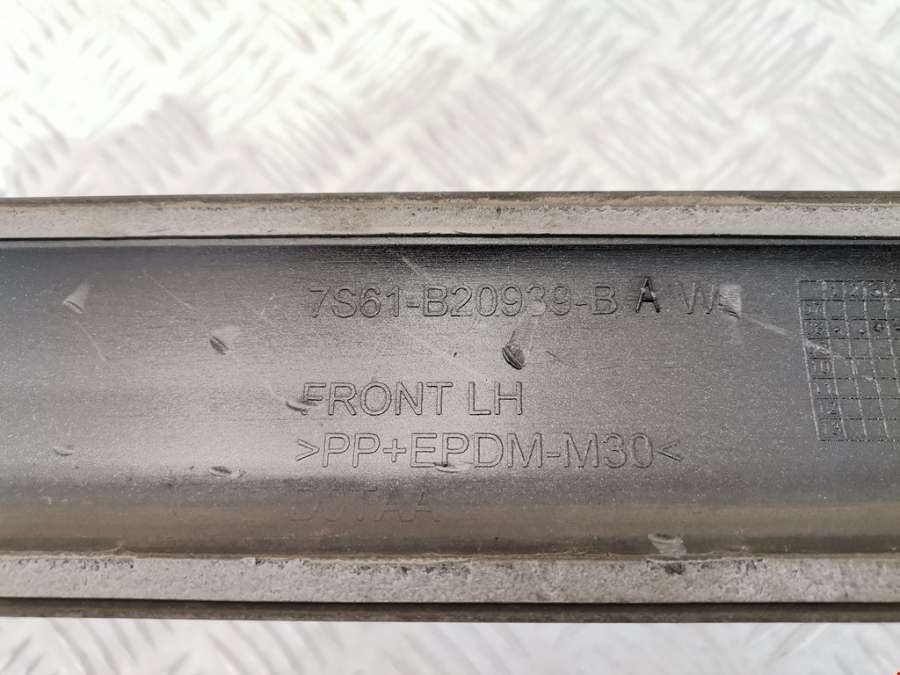 7S61-B20939-B A W
FRONT LH
>PP+EPDM-M30<